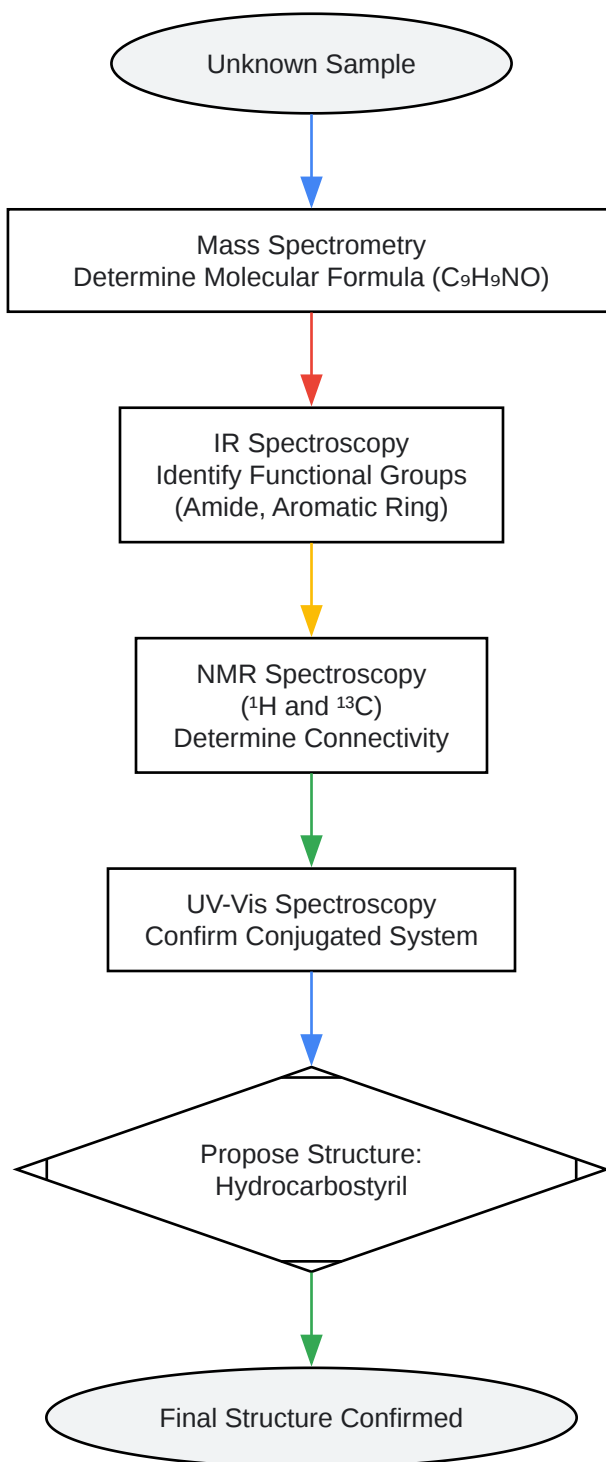 Unknown Sample
Mass Spectrometry
Determine Molecular Formula (C₉H₉NO)
IR Spectroscopy
Identify Functional Groups
(Amide, Aromatic Ring)
NMR Spectroscopy
(¹H and ¹³C)
Determine Connectivity
UV-Vis Spectroscopy
Confirm Conjugated System
Propose Structure:
Hydrocarbostyril
Final Structure Confirmed